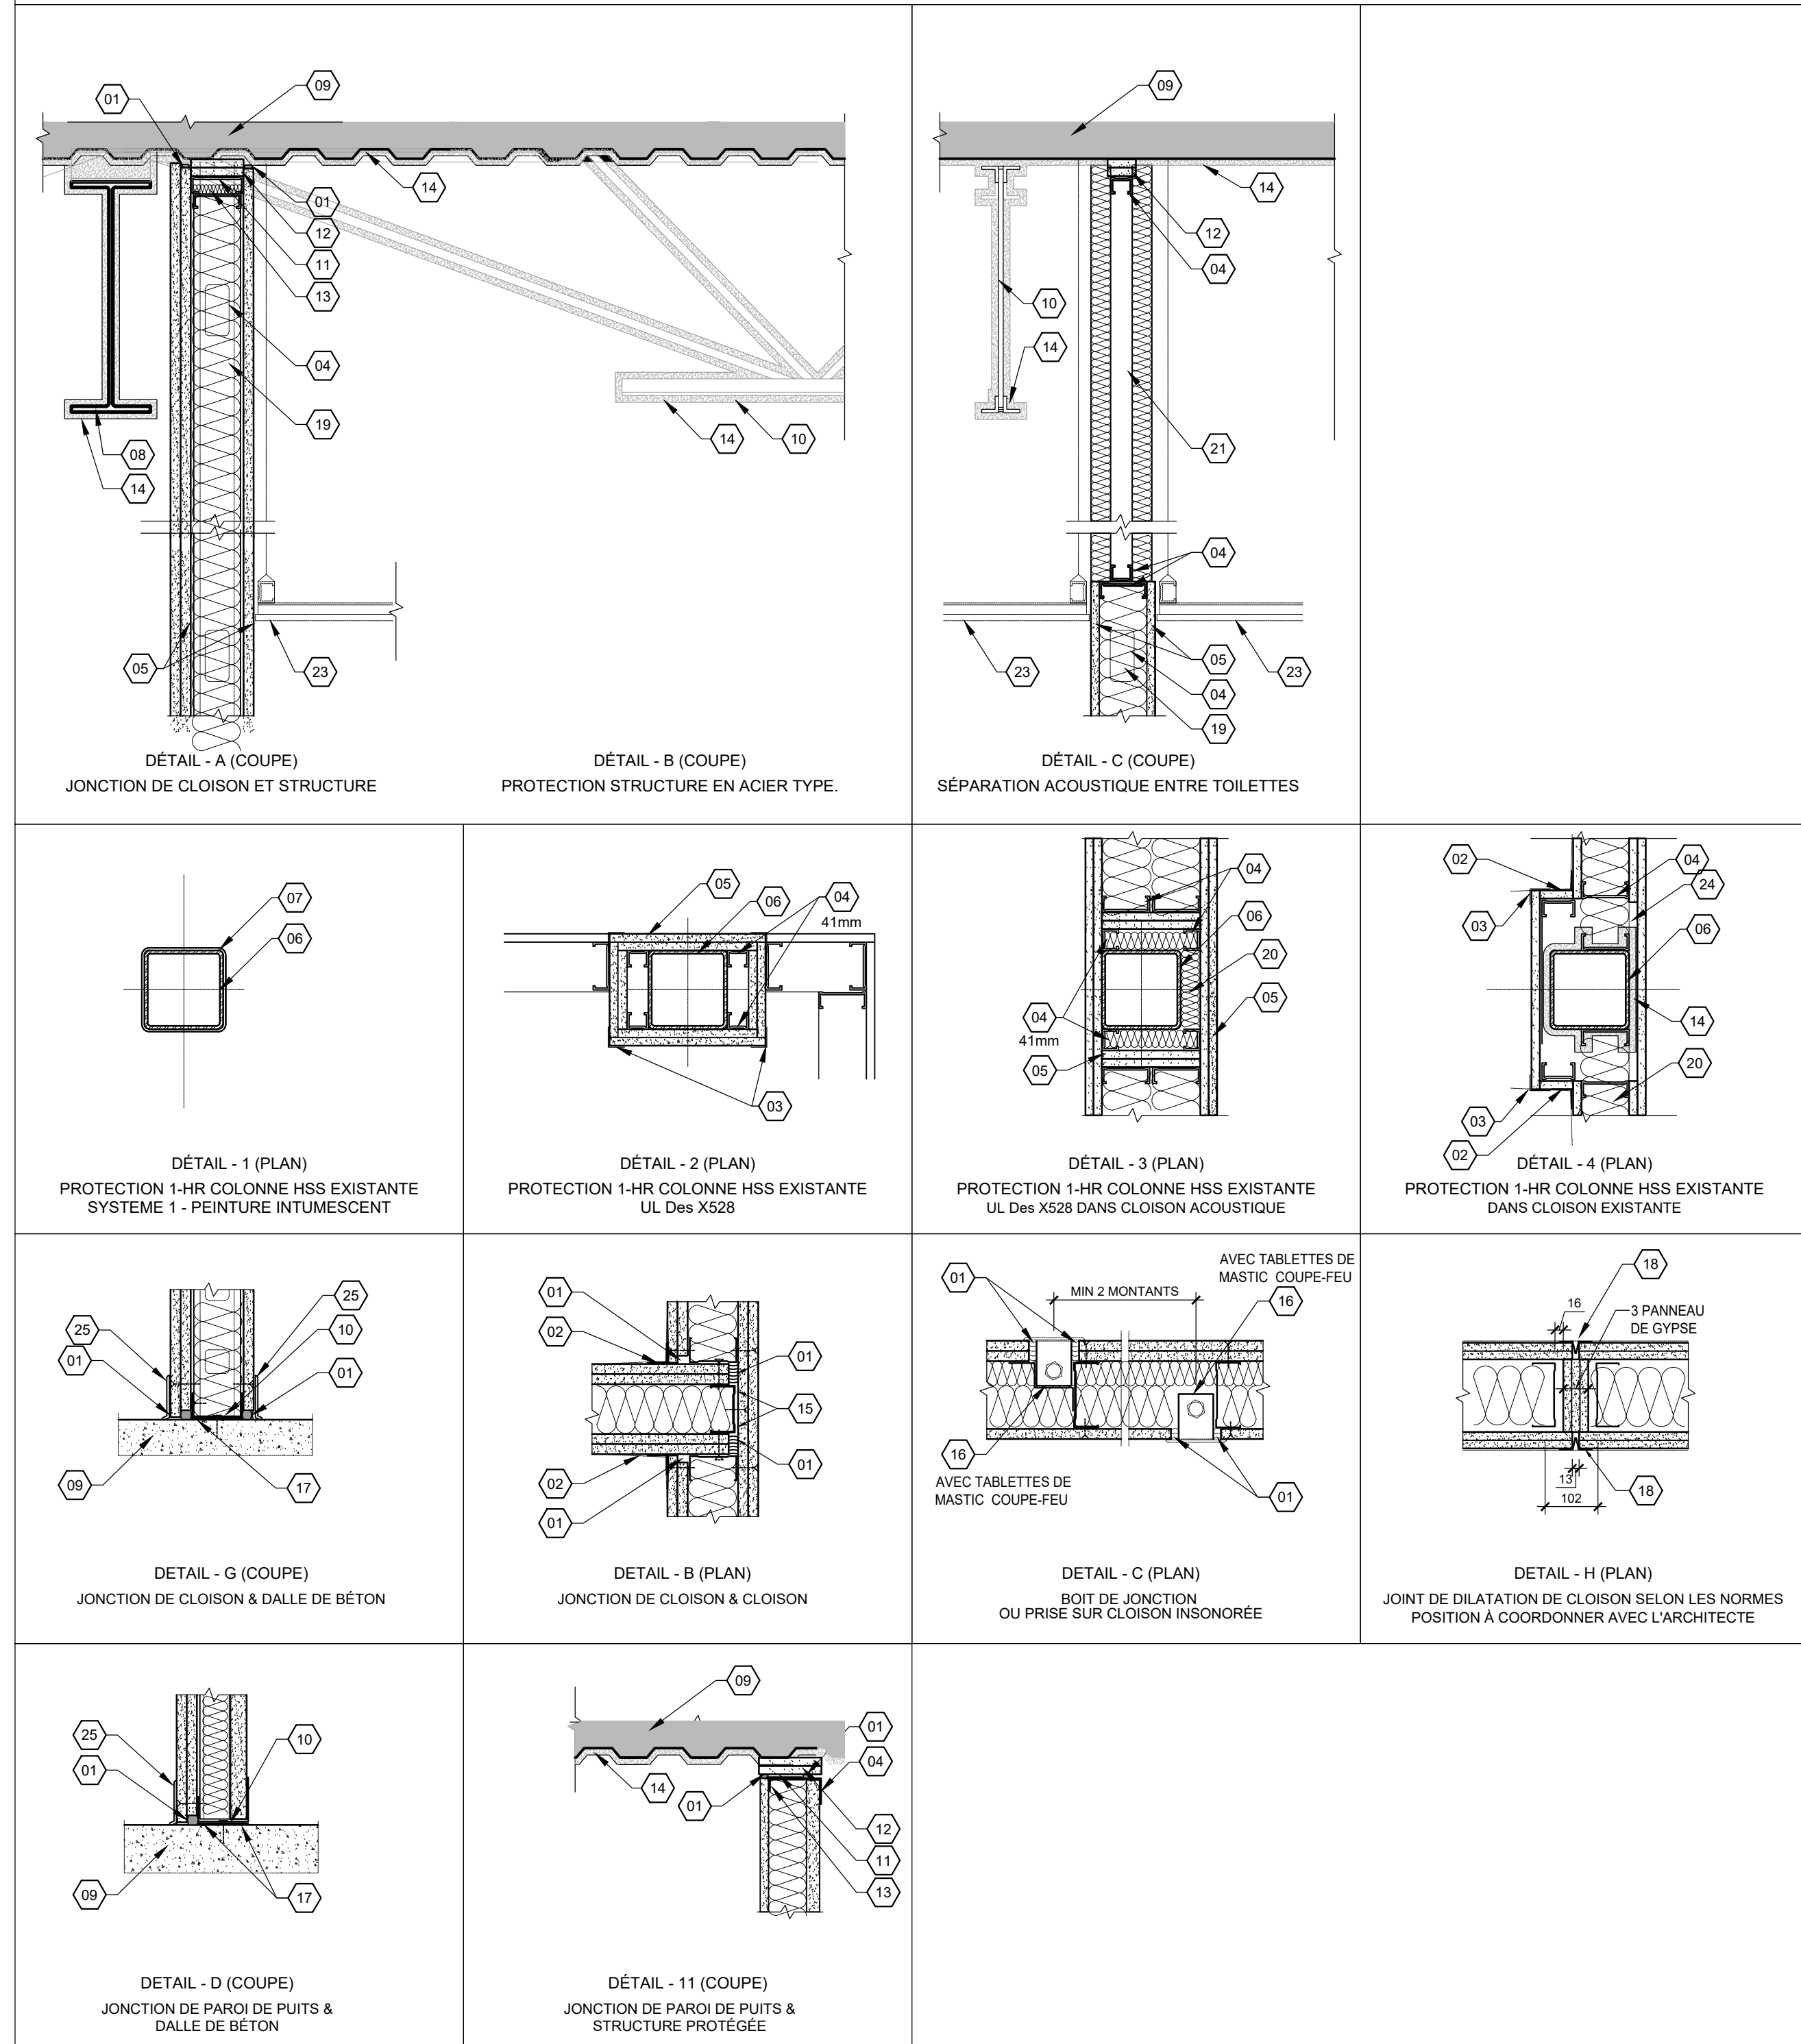 01
09
14
01
12
11
13
04
19
14
10
08
14
05
23
DÉTAIL - A (COUPE)
JONCTION DE CLOISON ET STRUCTURE
DÉTAIL - B (COUPE)
PROTECTION STRUCTURE EN ACIER TYPE.
09
14
12
04
10
14
21
04
05
23
23
04
19
DÉTAIL - C (COUPE)
SÉPARATION ACOUSTIQUE ENTRE TOILETTES
07
06
DÉTAIL - 1 (PLAN)
PROTECTION 1-HR COLONNE HSS EXISTANTE
SYSTEME 1 - PEINTURE INTUMESCENT
05
06
04
41mm
03
DÉTAIL - 2 (PLAN)
PROTECTION 1-HR COLONNE HSS EXISTANTE
UL Des X528
04
06
20
05
04
41mm
05
DÉTAIL - 3 (PLAN)
PROTECTION 1-HR COLONNE HSS EXISTANTE
UL Des X528 DANS CLOISON ACOUSTIQUE
02
04
24
03
06
14
20
03
02
DÉTAIL - 4 (PLAN)
PROTECTION 1-HR COLONNE HSS EXISTANTE
DANS CLOISON EXISTANTE
25
25
10
01
01
09
17
DETAIL - G (COUPE)
JONCTION DE CLOISON & DALLE DE BÉTON
01
02
01
15
01
02
01
DETAIL - B (PLAN)
JONCTION DE CLOISON & CLOISON
01
AVEC TABLETTES DE
MASTIC COUPE-FEU
MIN 2 MONTANTS
16
16
AVEC TABLETTES DE
MASTIC COUPE-FEU
01
DETAIL - C (PLAN)
BOIT DE JONCTION
OU PRISE SUR CLOISON INSONORÉE
18
16
3 PANNEAU
DE GYPSE
13
102
18
DETAIL - H (PLAN)
JOINT DE DILATATION DE CLOISON SELON LES NORMES
POSITION À COORDONNER AVEC L'ARCHITECTE
25
10
01
09
17
DETAIL - D (COUPE)
JONCTION DE PAROI DE PUITS &
DALLE DE BÉTON
09
01
04
14
01
12
11
13
DÉTAIL - 11 (COUPE)
JONCTION DE PAROI DE PUITS &
STRUCTURE PROTÉGÉE